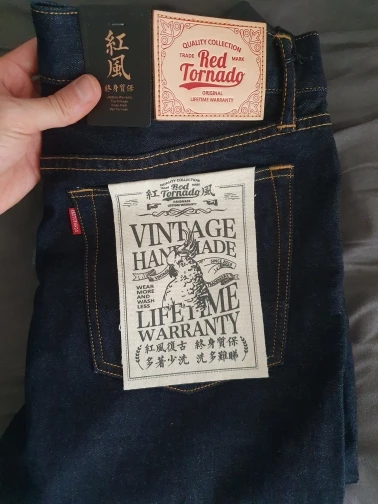 紅風
終身質保
QUALITY COLLECTION
TRADE Red MARK
Tornado
ORIGINAL
LIFETIME WARRANTY
QUALITY COLLECTION
紅 Red Tornado 風
VINTAGE
HANDMADE
WEAR
MORE
AND
WASH
LESS
LIFETIME
WARRANTY
紅風復古 終身質保
多著少洗 洗多難睇